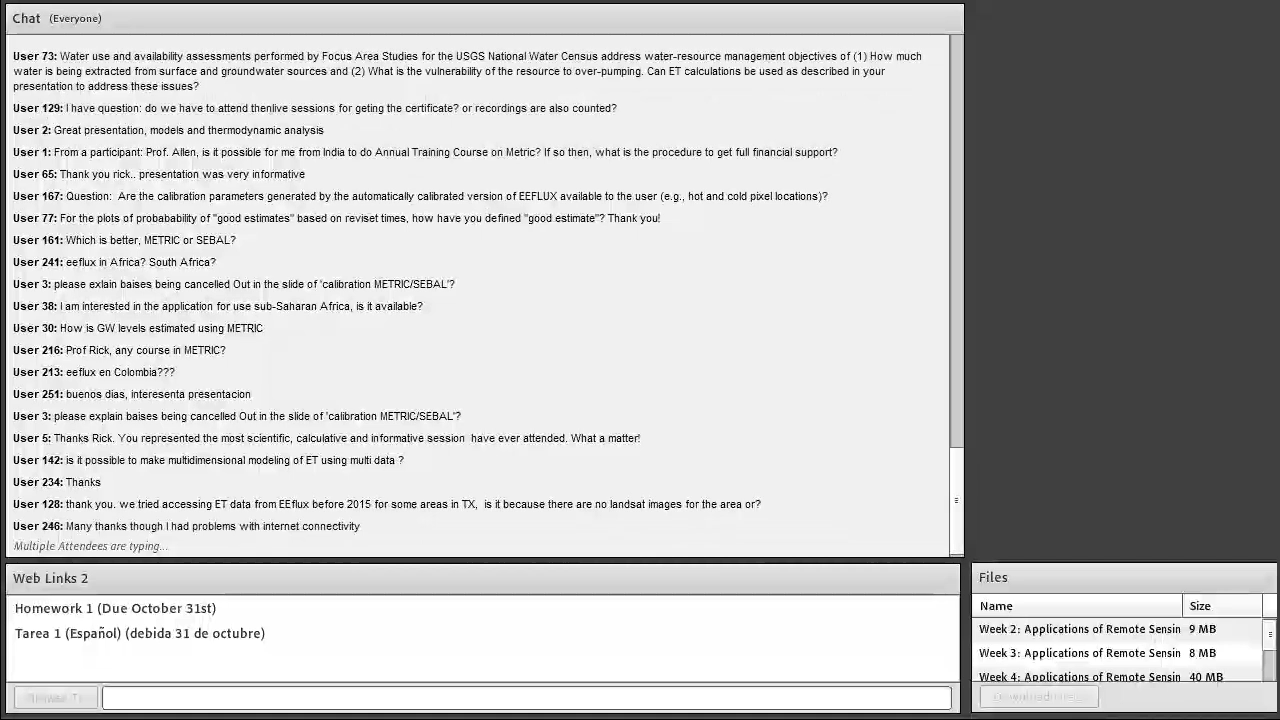 Chat (Everyone)
User 73: Water use and availability assessments performed by Focus Area Studies for the USGS National Water Census address water-resource management objectives of (1) How much
water is being extracted from surface and groundwater sources and (2) What is the vulnerability of the resource to over-pumping. Can ET calculations be used as described in your
presentation to address these issues?
User 129: I have question: do we have to attend thenlive sessions for geting the certificate? or recordings are also counted?
User 2: Great presentation, models and thermodynamic analysis
User 1: From a participant: Prof. Allen, is it possible for me from India to do Annual Training Course on Metric? If so then, what is the procedure to get full financial support?
User 65: Thank you rick.. presentation was very informative
User 167: Question:  Are the calibration parameters generated by the automatically calibrated version of EEFLUX available to the user (e.g., hot and cold pixel locations)?
User 77: For the plots of probabability of "good estimates" based on reviset times, how have you defined "good estimate"? Thank you!
User 161: Which is better, METRIC or SEBAL?
User 241: eeflux in Africa? South Africa?
User 3: please exlain baises being cancelled Out in the slide of 'calibration METRIC/SEBAL'?
User 38: I am interested in the application for use sub-Saharan Africa, is it available?
User 30: How is GW levels estimated using METRIC
User 216: Prof Rick, any course in METRIC?
User 213: eeflux en Colombia???
User 251: buenos dias, interesenta presentacion
User 3: please explain baises being cancelled Out in the slide of 'calibration METRIC/SEBAL'?
User 5: Thanks Rick. You represented the most scientific, calculative and informative session  have ever attended. What a matter!
User 142: is it possible to make multidimensional modeling of ET using multi data ?
User 234: Thanks
User 128: thank you. we tried accessing ET data from EEflux before 2015 for some areas in TX,  is it because there are no landsat images for the area or?
User 246: Many thanks though I had problems with internet connectivity
Multiple Attendees are typing...
Web Links 2
Homework 1 (Due October 31st)
Tarea 1 (Español) (debida 31 de octubre)
Files
Name Size
Week 2: Applications of Remote Sensin 9 MB
Week 3: Applications of Remote Sensin 8 MB
Week 4: Applications of Remote Sensin 40 MB